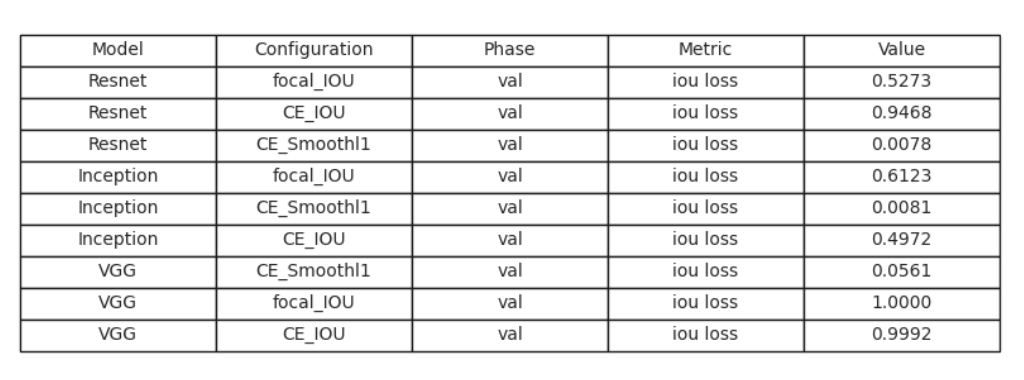 Model Configuration Phase Metric Value
Resnet focal_IOU val iou loss 0.5273
Resnet CE_IOU val iou loss 0.9468
Resnet CE_Smoothl1 val iou loss 0.0078
Inception focal_IOU val iou loss 0.6123
Inception CE_Smoothl1 val iou loss 0.0081
Inception CE_IOU val iou loss 0.4972
VGG CE_Smoothl1 val iou loss 0.0561
VGG focal_IOU val iou loss 1.0000
VGG CE_IOU val iou loss 0.9992